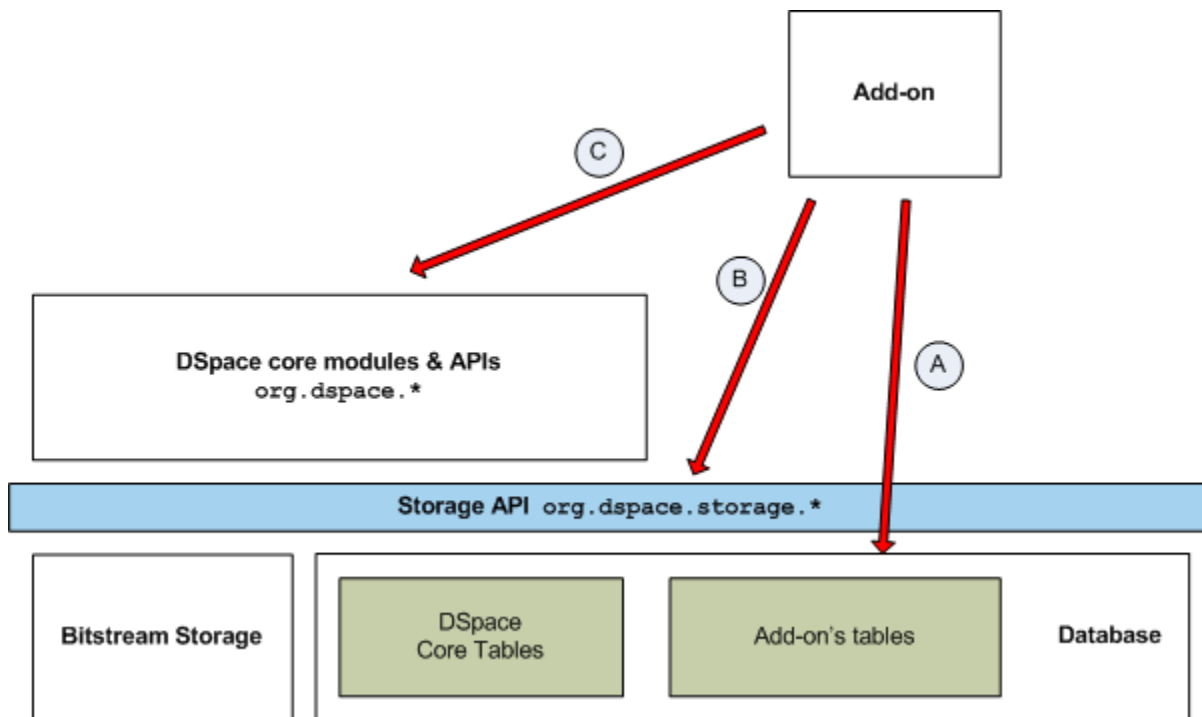 Add-on
C
B
A
DSpace core modules & APIs
org.dspace.*
Storage API org.dspace.storage.*
Bitstream Storage
DSpace
Core Tables
Add-on's tables
Database